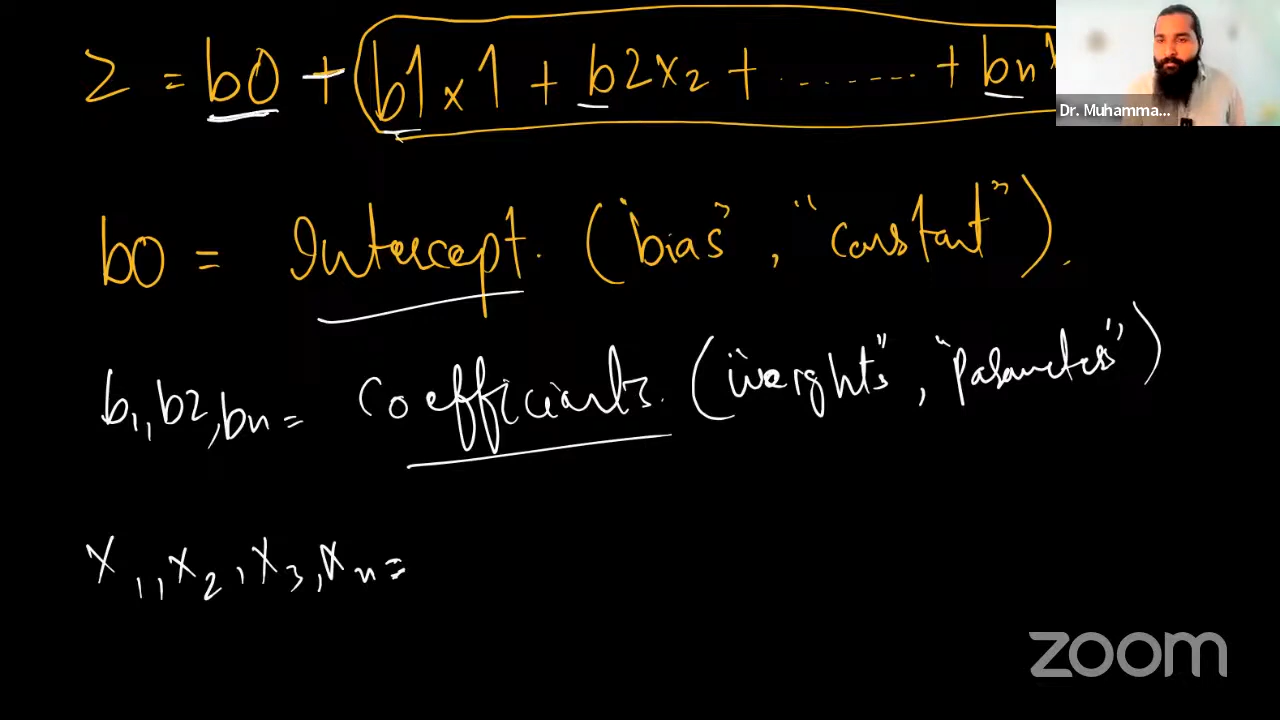 Z = b0 + (b1x1 + b2x2 + ........ + bn
Dr. Muhamma...
b0 = Intercept. ("bias", "constant").
b1, b2, bn = Coefficients. ("weights", "Parameters")
x1, x2, x3, xn =
zoom